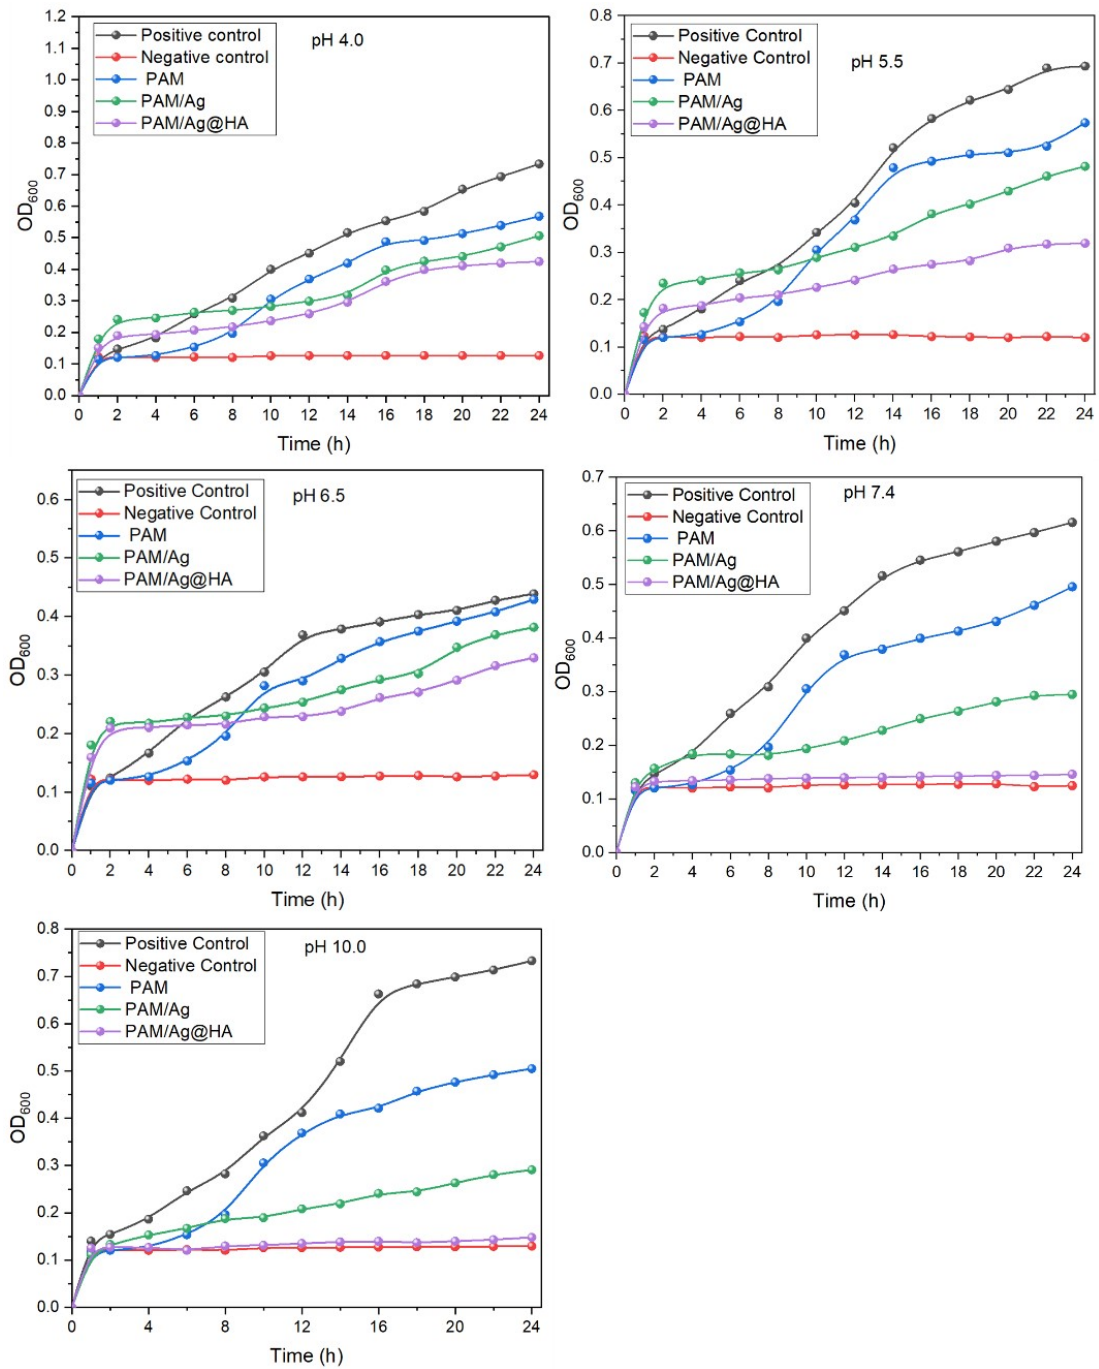 pH 4.0
Positive control
Negative control
PAM
PAM/Ag
PAM/Ag@HA
OD600
1.2
1.1
1.0
0.9
0.8
0.7
0.6
0.5
0.4
0.3
0.2
0.1
0.0
0 2 4 6 8 10 12 14 16 18 20 22 24
Time (h)
pH 5.5
Positive Control
Negative Control
PAM
PAM/Ag
PAM/Ag@HA
OD600
0.8
0.7
0.6
0.5
0.4
0.3
0.2
0.1
0.0
0 2 4 6 8 10 12 14 16 18 20 22 24
Time (h)
pH 6.5
Positive Control
Negative Control
PAM
PAM/Ag
PAM/Ag@HA
OD600
0.6
0.5
0.4
0.3
0.2
0.1
0.0
0 2 4 6 8 10 12 14 16 18 20 22 24
Time (h)
pH 7.4
Positive Control
Negative Control
PAM
PAM/Ag
PAM/Ag@HA
OD600
0.7
0.6
0.5
0.4
0.3
0.2
0.1
0.0
0 2 4 6 8 10 12 14 16 18 20 22 24
Time (h)
pH 10.0
Positive Control
Negative Control
PAM
PAM/Ag
PAM/Ag@HA
OD600
0.8
0.7
0.6
0.5
0.4
0.3
0.2
0.1
0.0
0 4 8 12 16 20 24
Time (h)